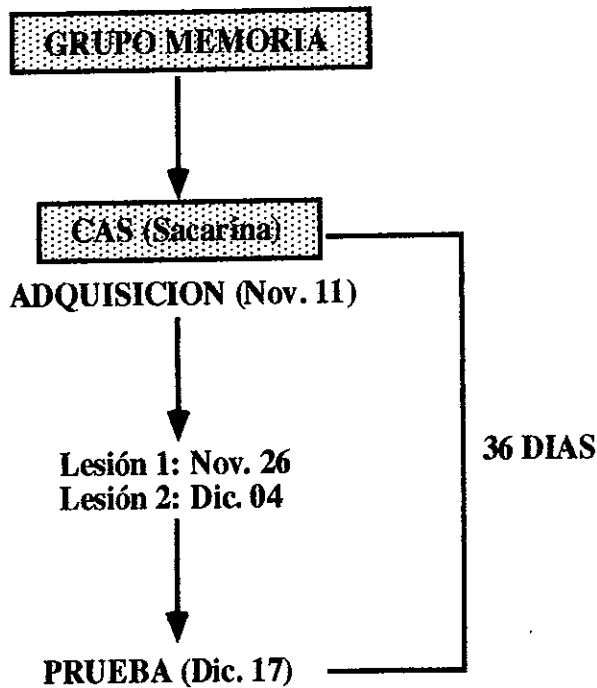 GRUPO MEMORIA
CAS (Sacarina)
ADQUISICION (Nov. 11)
Lesión 1: Nov. 26
Lesión 2: Dic. 04
36 DIAS
PRUEBA (Dic. 17)